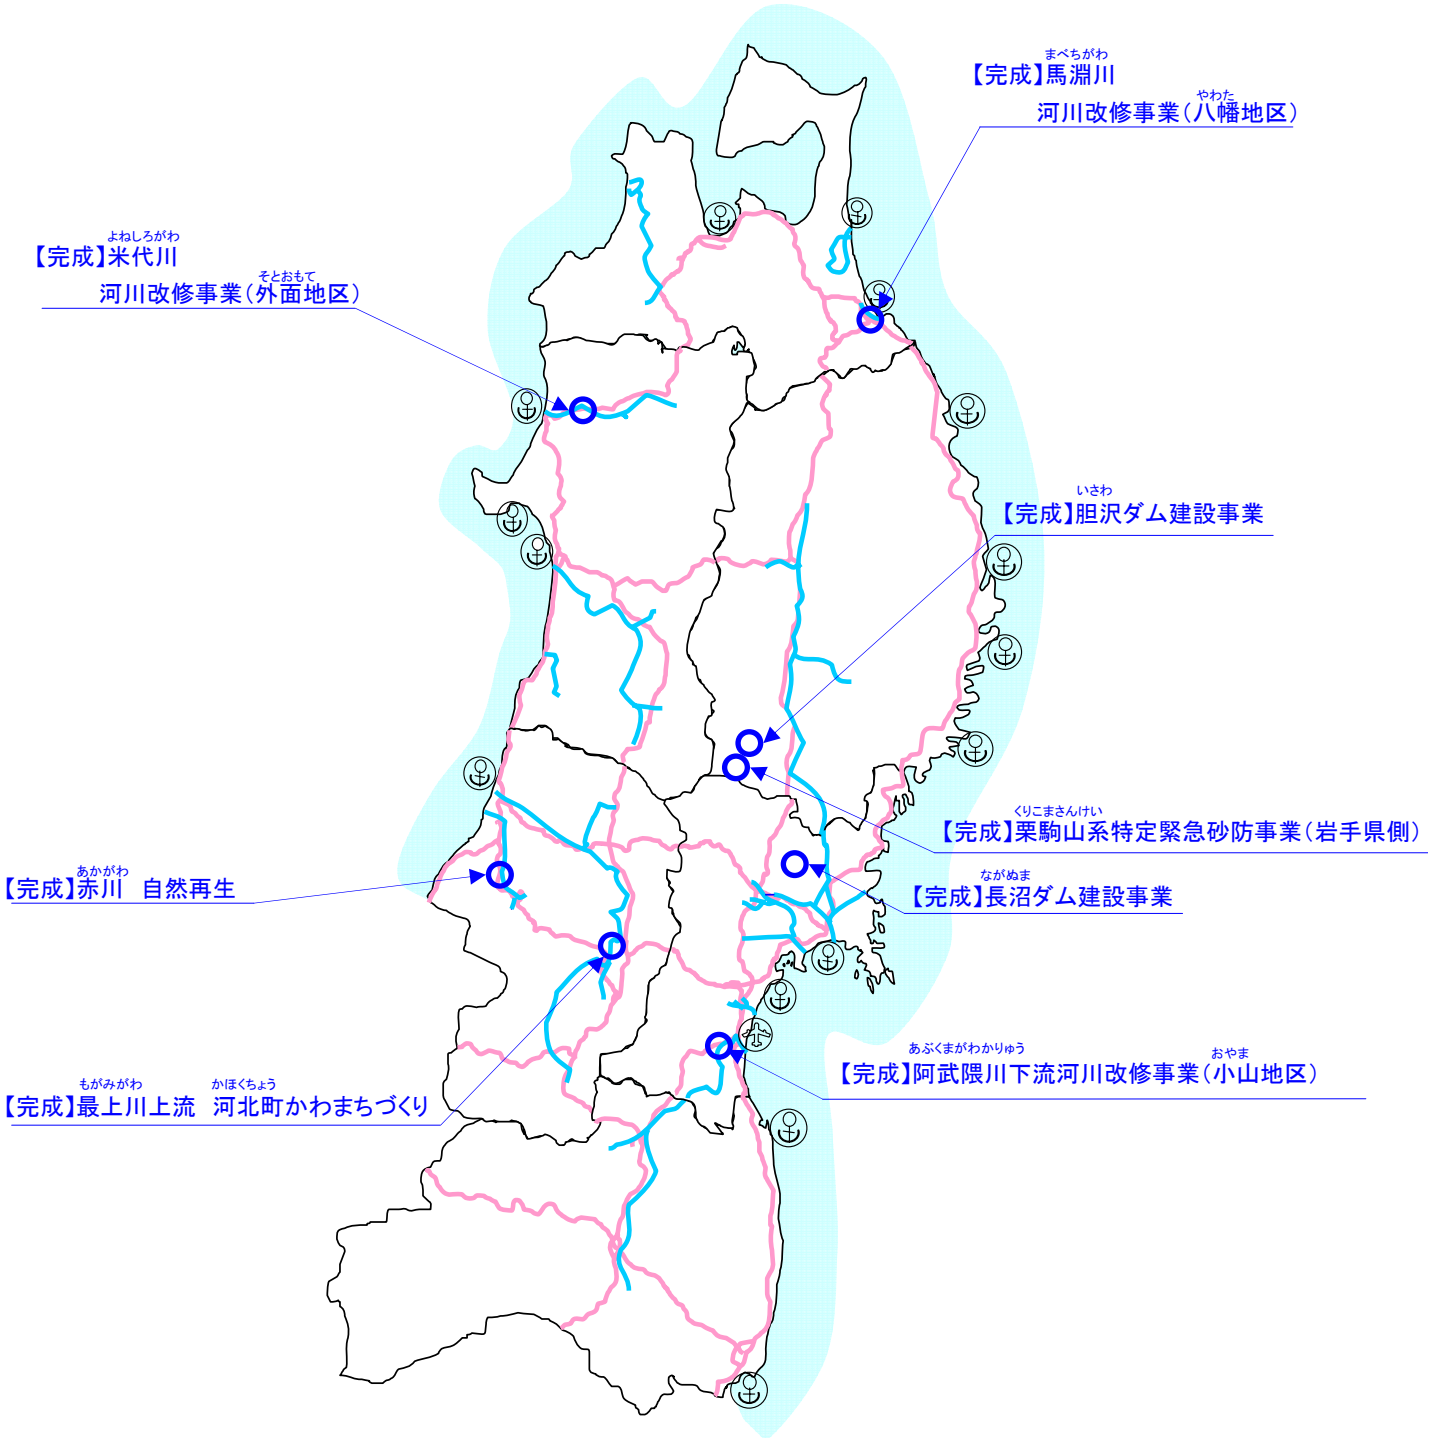 まべちがわ
【完成】馬淵川
やわた
河川改修事業（八幡地区）
よねしろがわ
【完成】米代川
そとおもて
河川改修事業（外面地区）
いさわ
【完成】胆沢ダム建設事業
くりこまさんけい
【完成】栗駒山系特定緊急砂防事業（岩手県側）
あかがわ
【完成】赤川　自然再生
ながぬま
【完成】長沼ダム建設事業
あぶくまがわかりゅう　おやま
【完成】阿武隈川下流河川改修事業（小山地区）
もがみがわ　かほくちょう
【完成】最上川上流　河北町かわまちづくり